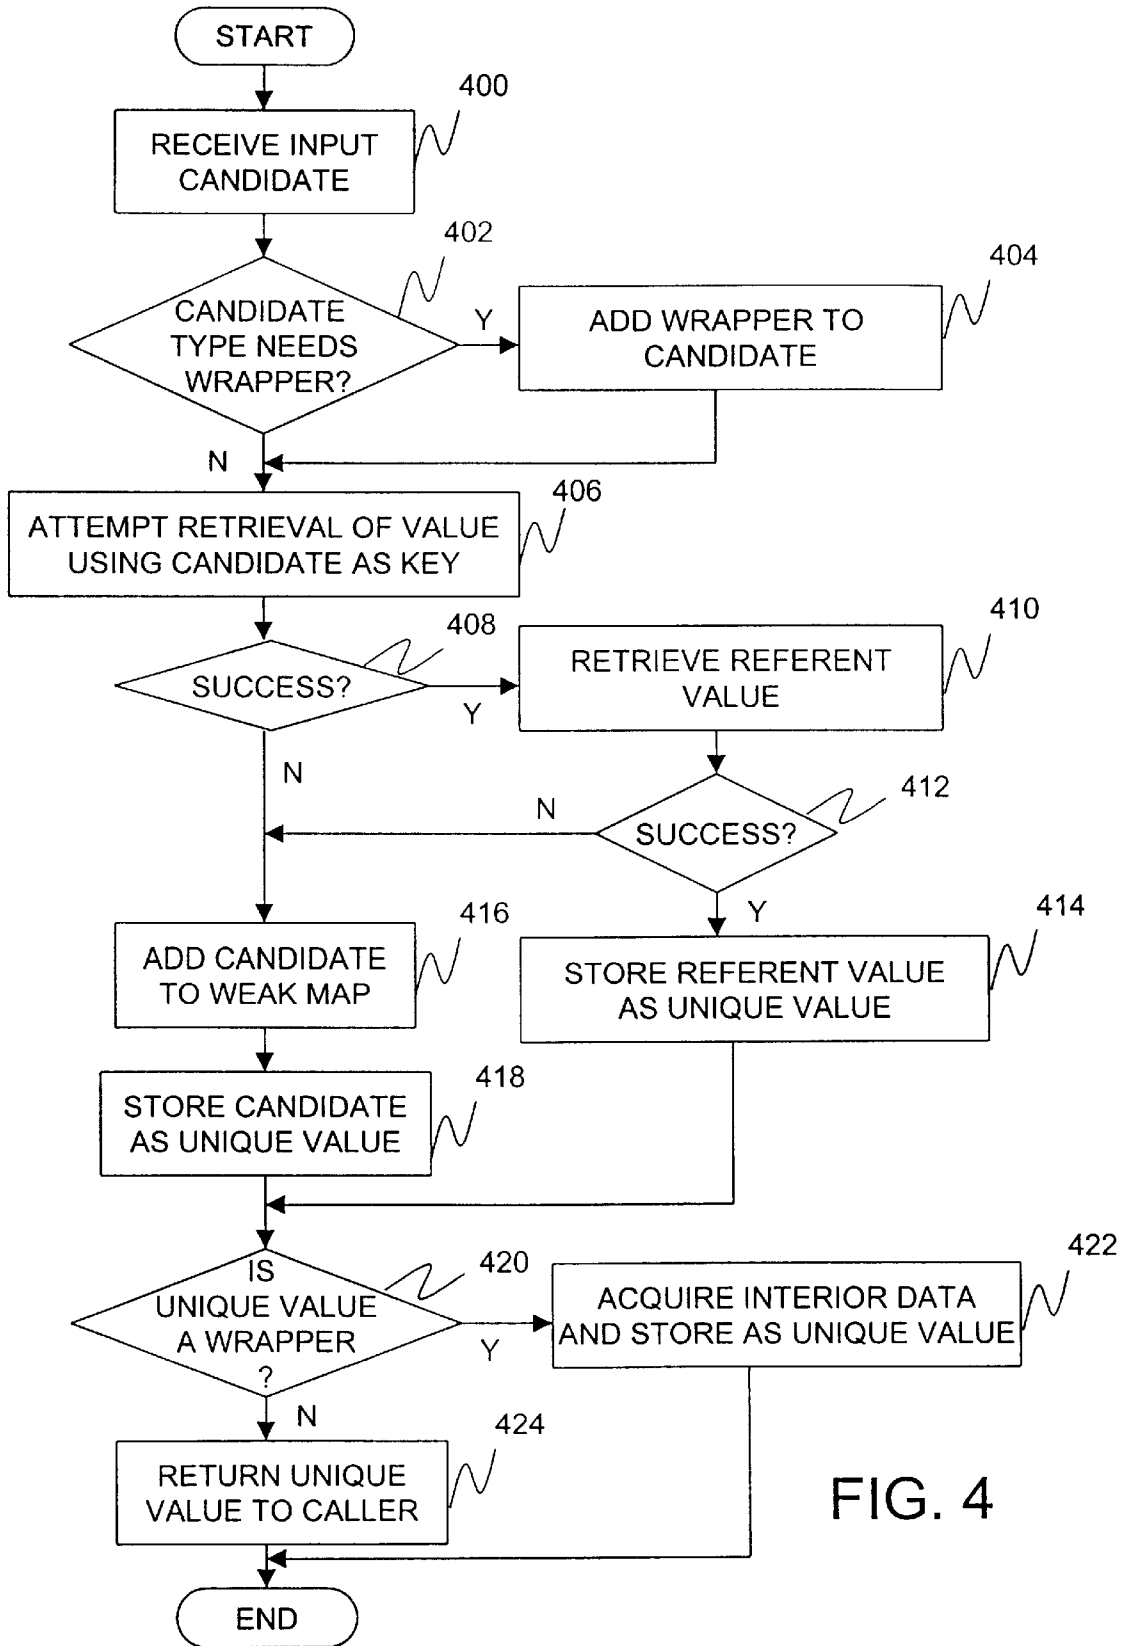 START
400
RECEIVE INPUT
CANDIDATE
402
CANDIDATE
TYPE NEEDS
WRAPPER?
Y
404
ADD WRAPPER TO
CANDIDATE
N
406
ATTEMPT RETRIEVAL OF VALUE
USING CANDIDATE AS KEY
408
SUCCESS?
Y
410
RETRIEVE REFERENT
VALUE
N
412
SUCCESS?
N
Y
414
STORE REFERENT VALUE
AS UNIQUE VALUE
416
ADD CANDIDATE
TO WEAK MAP
418
STORE CANDIDATE
AS UNIQUE VALUE
420
IS
UNIQUE VALUE
A WRAPPER
?
Y
422
ACQUIRE INTERIOR DATA
AND STORE AS UNIQUE VALUE
N
424
RETURN UNIQUE
VALUE TO CALLER
END
FIG. 4